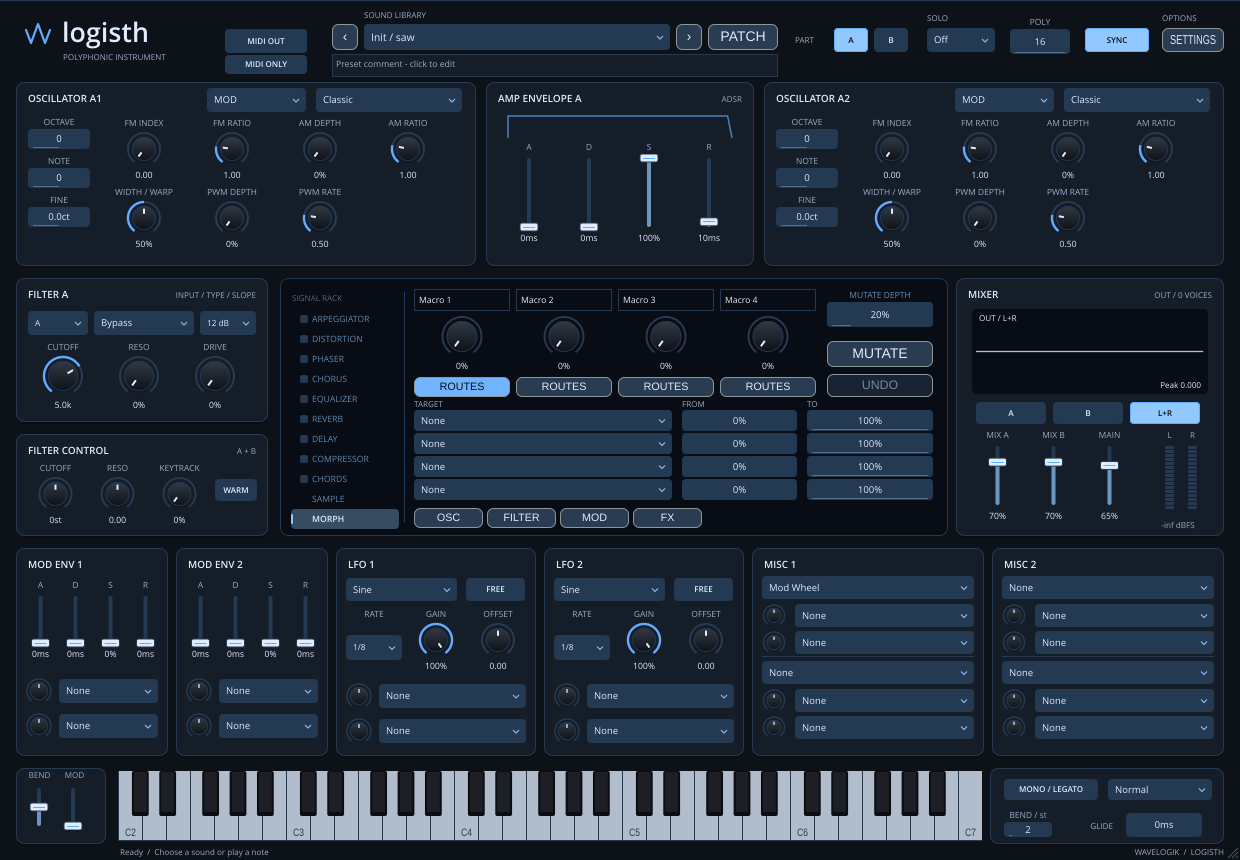 logisth
POLYPHONIC INSTRUMENT
MIDI OUT
MIDI ONLY
SOUND LIBRARY
‹ Init / saw › PATCH
Preset comment - click to edit
PART A B
SOLO
Off
POLY
16
SYNC
OPTIONS
SETTINGS
OSCILLATOR A1 MOD Classic
OCTAVE FM INDEX FM RATIO AM DEPTH AM RATIO
0
NOTE
0.00 1.00 0% 1.00
0
FINE WIDTH / WARP PWM DEPTH PWM RATE
0.0ct
50% 0% 0.50
AMP ENVELOPE A ADSR
A D S R
0ms 0ms 100% 10ms
OSCILLATOR A2 MOD Classic
OCTAVE FM INDEX FM RATIO AM DEPTH AM RATIO
0
NOTE
0.00 1.00 0% 1.00
0
FINE WIDTH / WARP PWM DEPTH PWM RATE
0.0ct
50% 0% 0.50
FILTER A INPUT / TYPE / SLOPE
A Bypass 12 dB
CUTOFF RESO DRIVE
5.0k 0% 0%
FILTER CONTROL A + B
CUTOFF RESO KEYTRACK
WARM
0st 0.00 0%
SIGNAL RACK
ARPEGGIATOR
DISTORTION
PHASER
CHORUS
EQUALIZER
REVERB
DELAY
COMPRESSOR
CHORDS
SAMPLE
MORPH
Macro 1 Macro 2 Macro 3 Macro 4
0% 0% 0% 0%
ROUTES ROUTES ROUTES ROUTES
MUTATE DEPTH
20%
MUTATE
UNDO
TARGET FROM TO
None 0% 100%
None 0% 100%
None 0% 100%
None 0% 100%
OSC FILTER MOD FX
MIXER OUT / 0 VOICES
OUT / L+R
Peak 0.000
A B L+R
MIX A MIX B MAIN L R
70% 70% 65%
-inf dBFS
MOD ENV 1
A D S R
0ms 0ms 0% 0ms
None
None
MOD ENV 2
A D S R
0ms 0ms 0% 0ms
None
None
LFO 1
Sine FREE
RATE GAIN OFFSET
1/8
100% 0.00
None
None
LFO 2
Sine FREE
RATE GAIN OFFSET
1/8
100% 0.00
None
None
MISC 1
Mod Wheel
None
None
None
None
None
MISC 2
None
None
None
None
None
None
BEND MOD
C2 C3 C4 C5 C6 C7
MONO / LEGATO Normal
BEND / st
2
GLIDE 0ms
Ready / Choose a sound or play a note
WAVELOGIK / LOGISTH